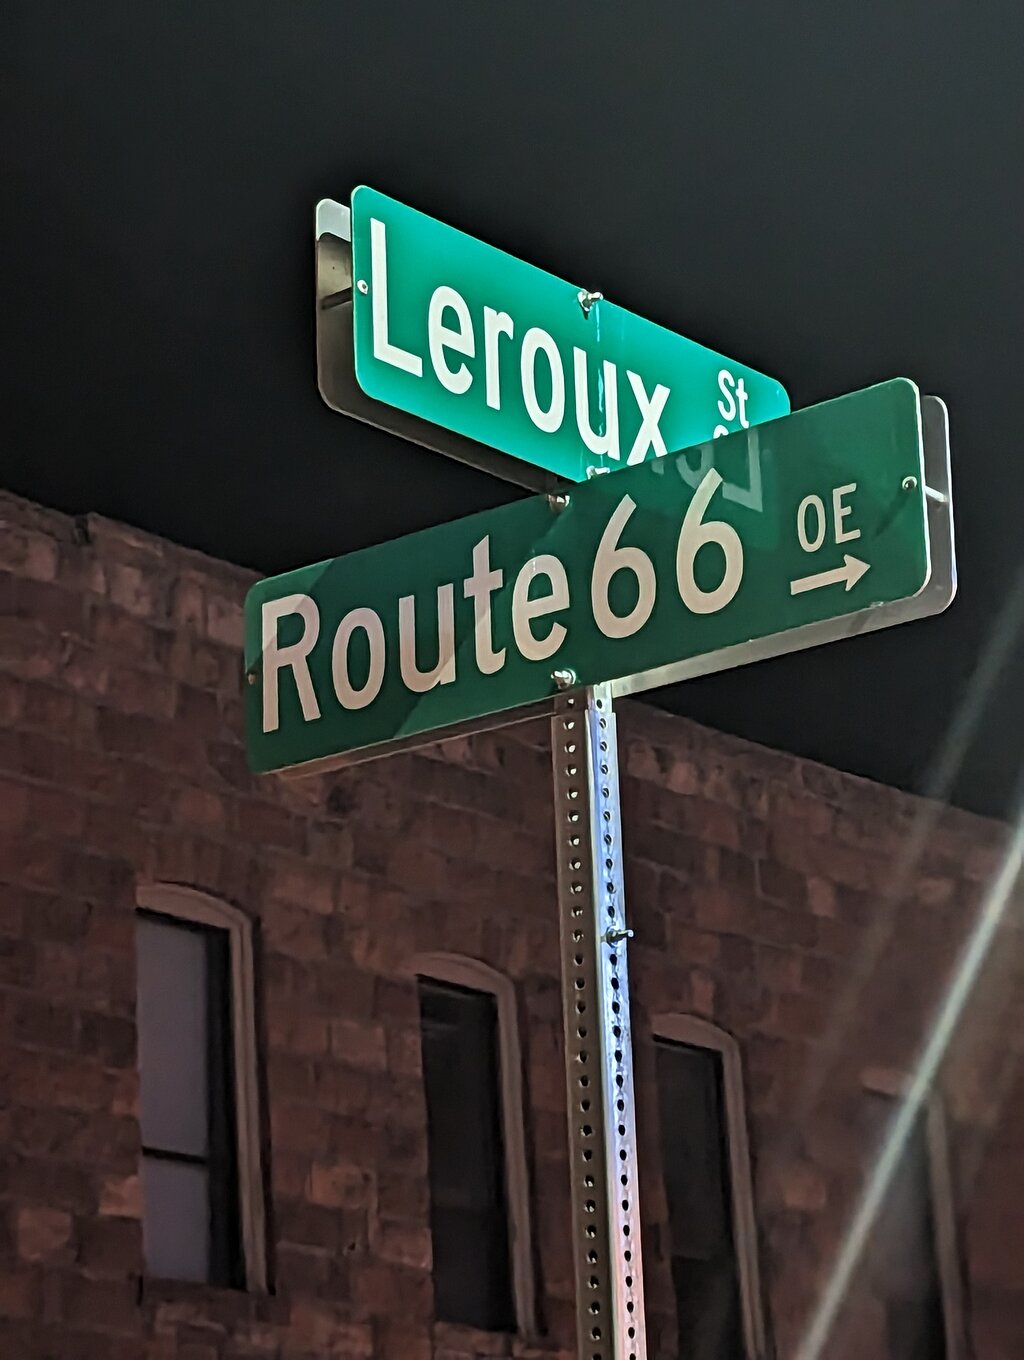 Leroux St
Route 66 OE
→